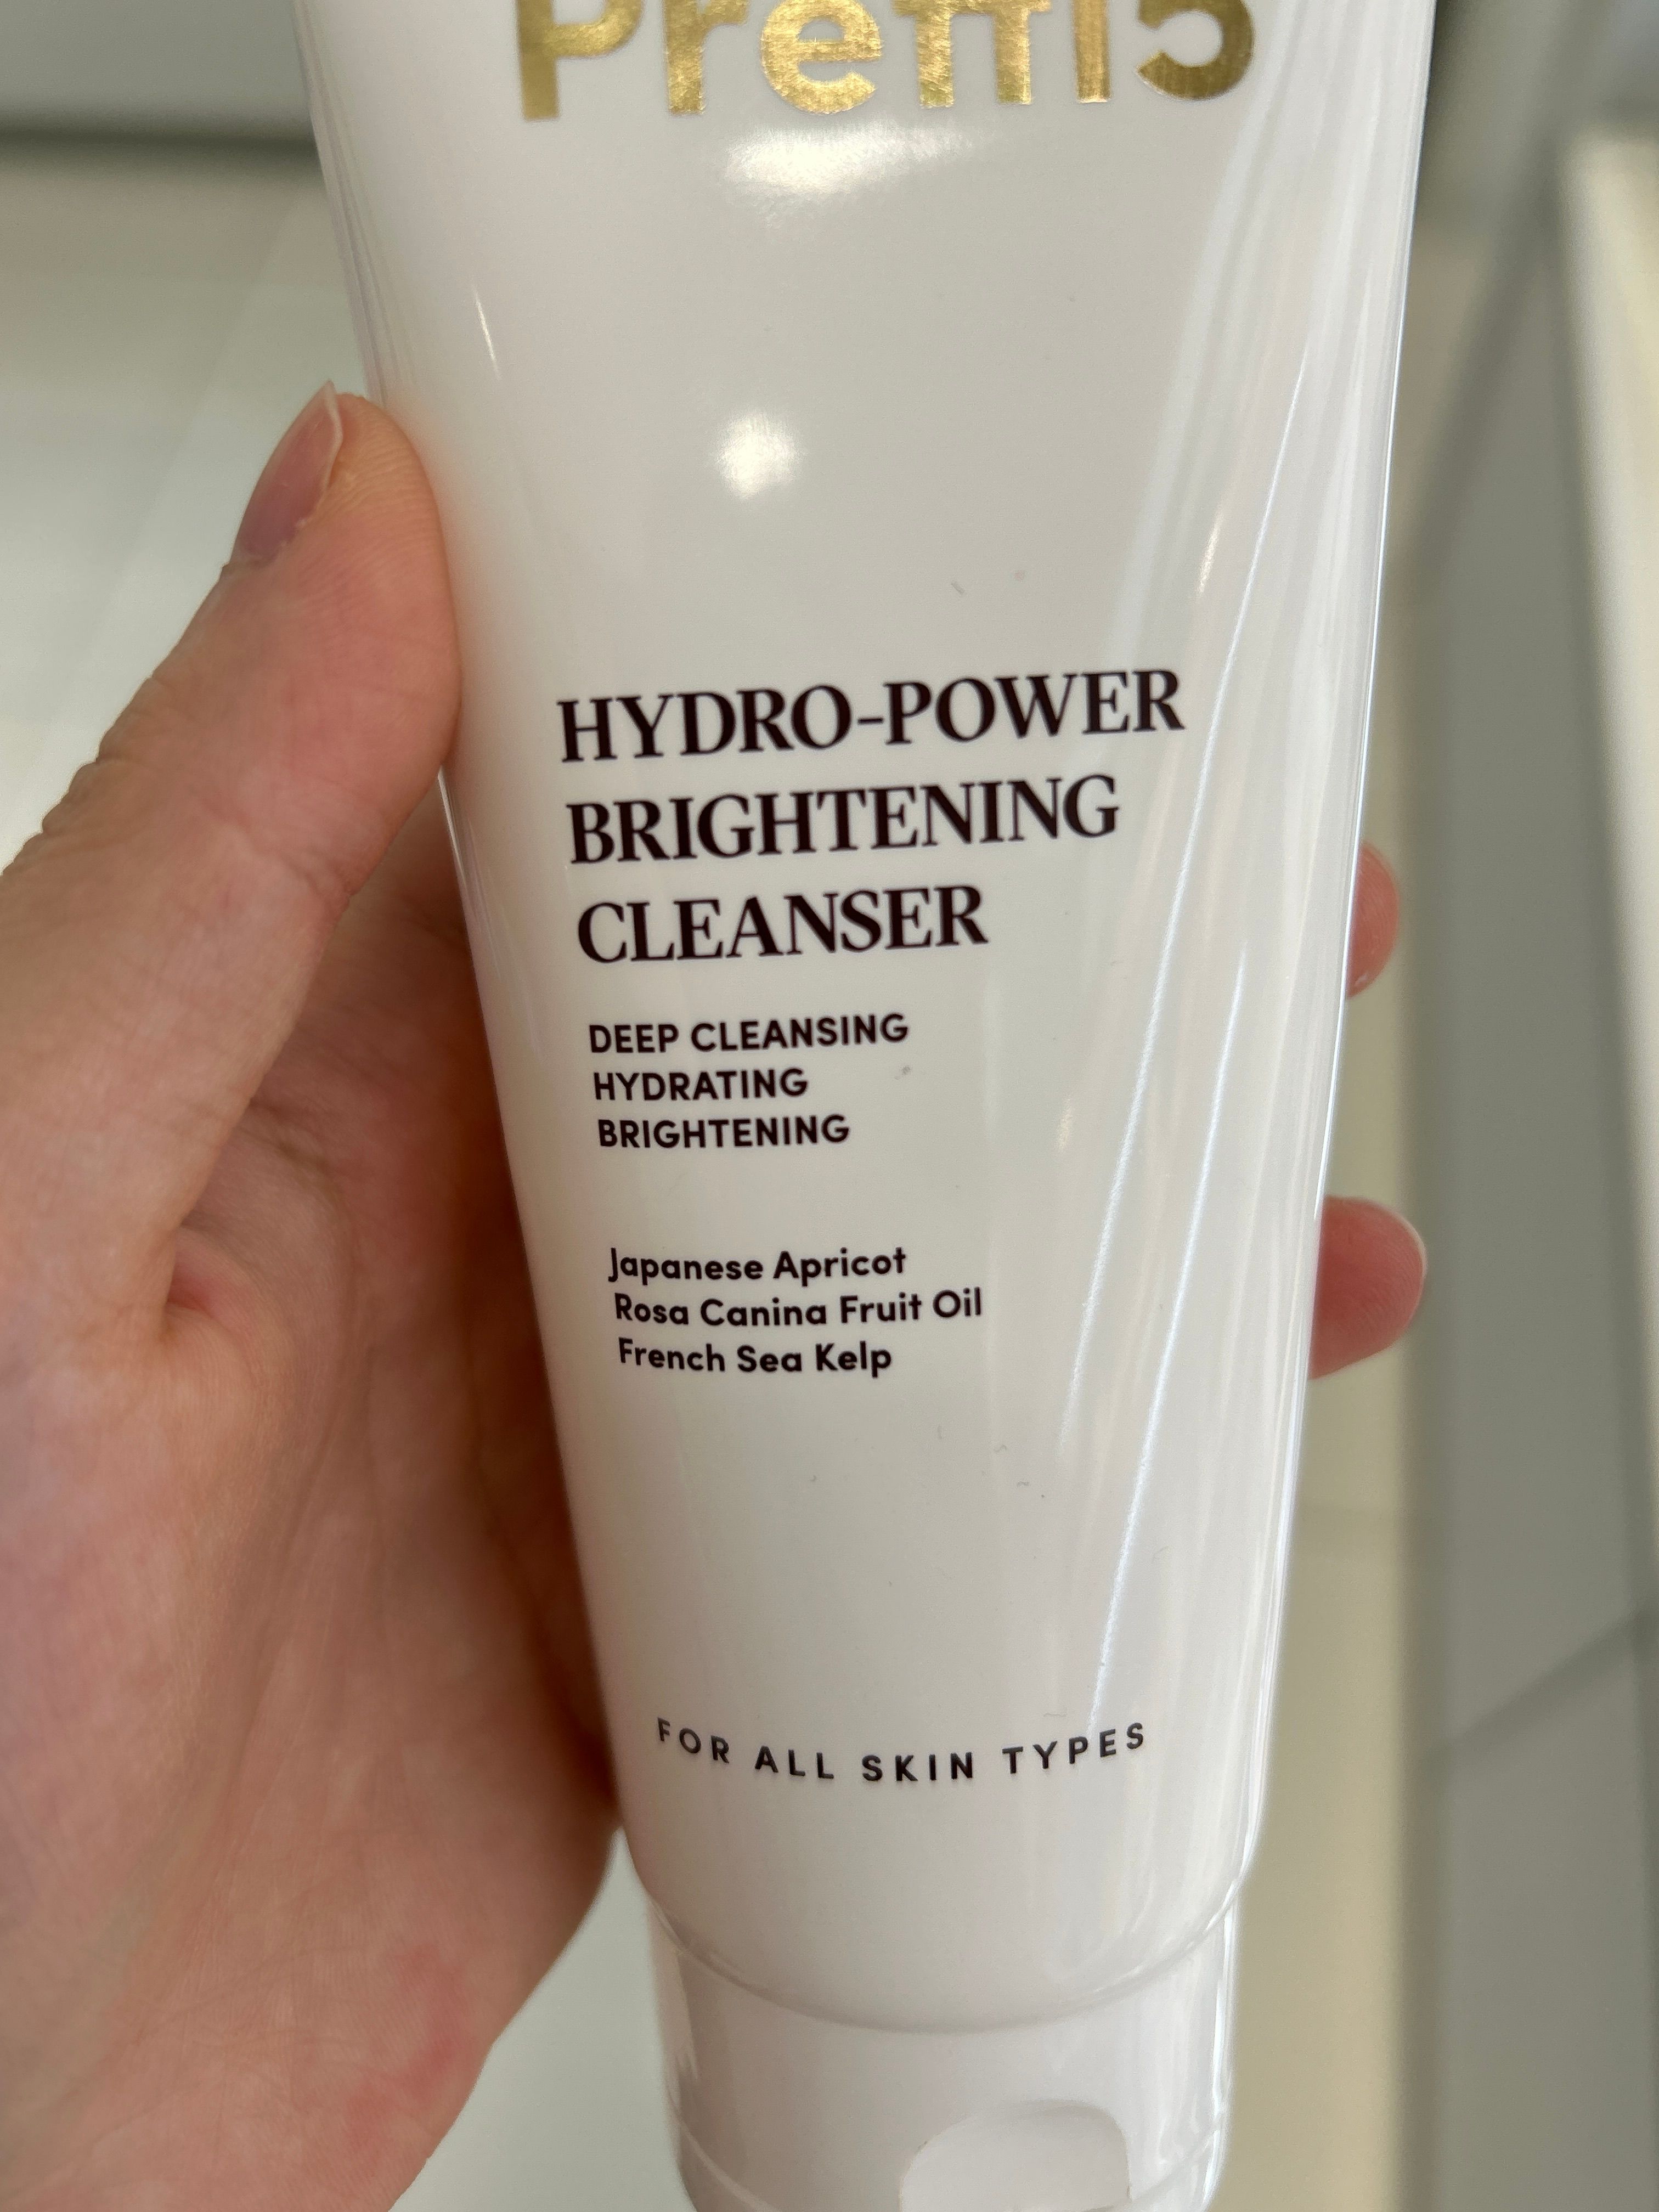 Pretti5
HYDRO-POWER
BRIGHTENING
CLEANSER
DEEP CLEANSING
HYDRATING
BRIGHTENING
Japanese Apricot
Rosa Canina Fruit Oil
French Sea Kelp
FOR ALL SKIN TYPES